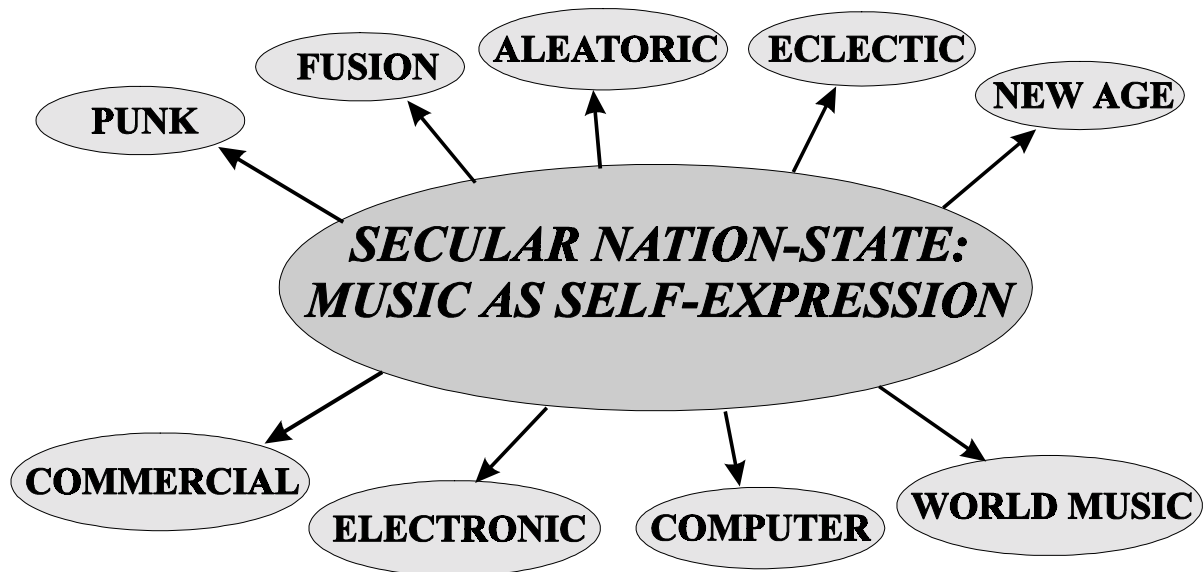 PUNK
FUSION
ALEATORIC
ECLECTIC
NEW AGE
SECULAR NATION-STATE:
MUSIC AS SELF-EXPRESSION
COMMERCIAL
ELECTRONIC
COMPUTER
WORLD MUSIC